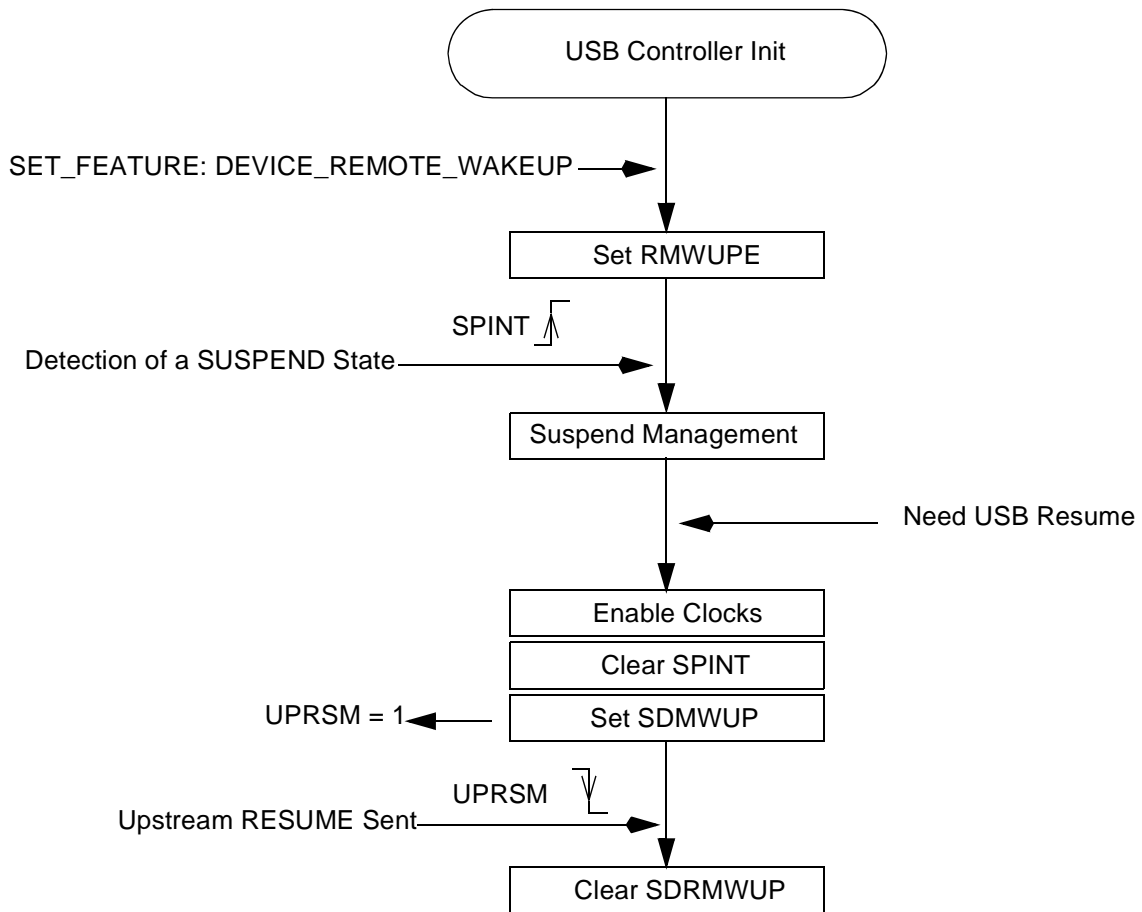 USB Controller Init
SET_FEATURE: DEVICE_REMOTE_WAKEUP
Set RMWUPE
SPINT
Detection of a SUSPEND State
Suspend Management
Need USB Resume
Enable Clocks
Clear SPINT
UPRSM = 1
Set SDMWUP
UPRSM
Upstream RESUME Sent
Clear SDRMWUP